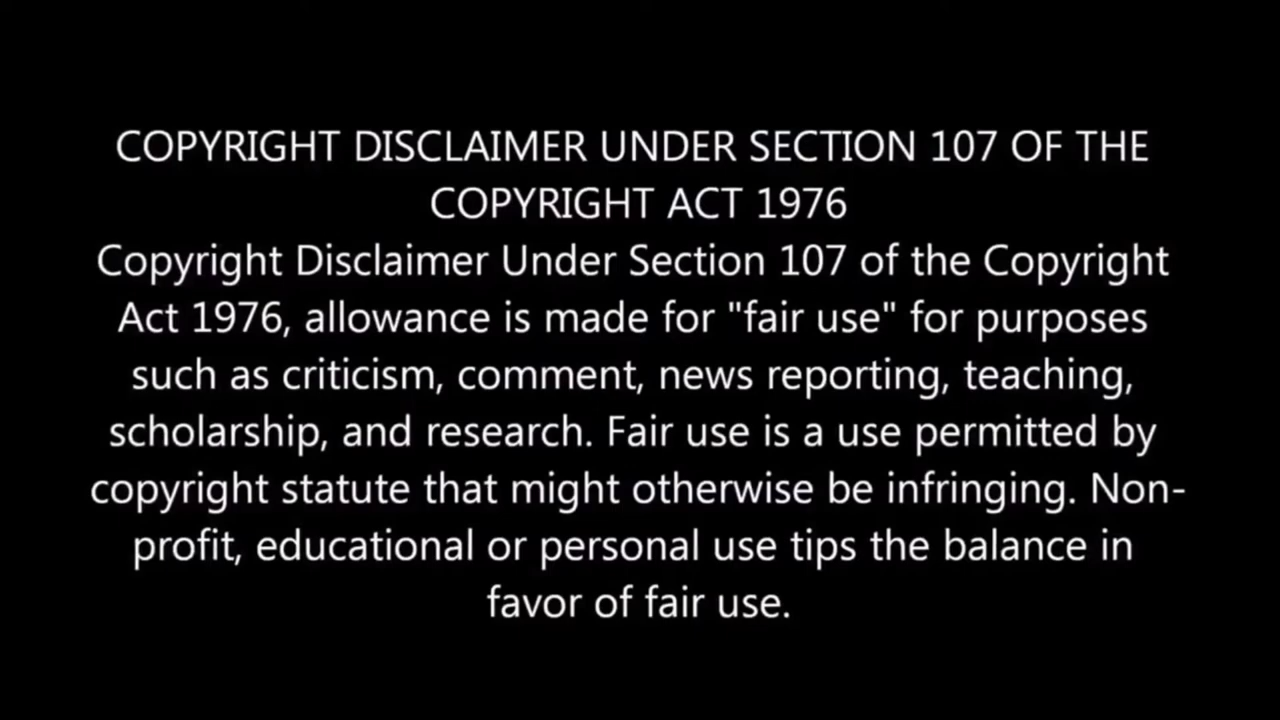 COPYRIGHT DISCLAIMER UNDER SECTION 107 OF THE
COPYRIGHT ACT 1976
Copyright Disclaimer Under Section 107 of the Copyright
Act 1976, allowance is made for "fair use" for purposes
such as criticism, comment, news reporting, teaching,
scholarship, and research. Fair use is a use permitted by
copyright statute that might otherwise be infringing. Non-
profit, educational or personal use tips the balance in
favor of fair use.